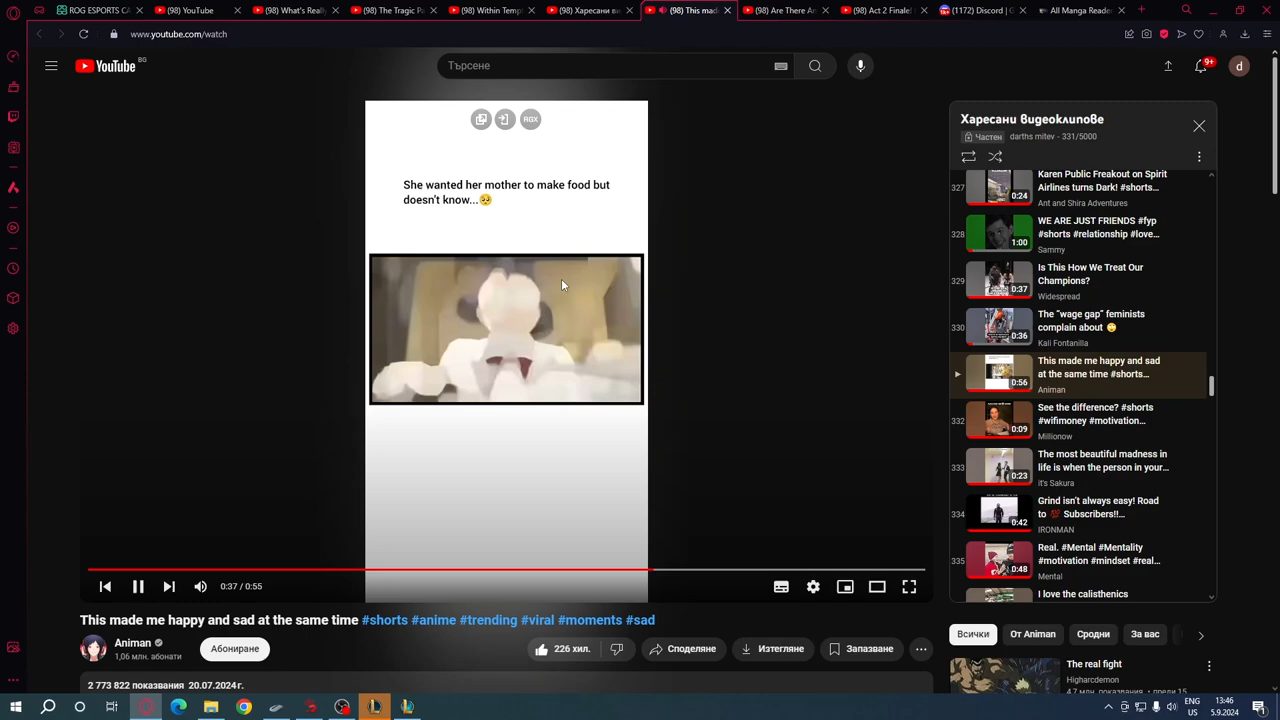 ROG ESPORTS CA
(98) YouTube
(98) What's Really
(98) The Tragic Pa
(98) Within Tempt
(98) Харесани ви
(98) This mad
(98) Are There Ar
(98) Act 2 Finale!
(1172) Discord | G
All Manga Reader
www.youtube.com/watch
YouTube BG
Търсене
9+
d
RGX
She wanted her mother to make food but
doesn't know...🥺
0:37 / 0:55
This made me happy and sad at the same time #shorts #anime #trending #viral #moments #sad
Animan
1,06 млн. абонати
Абониране
226 хил.
Споделяне
Изтегляне
Запазване
2 773 822 показвания 20.07.2024 г.
Харесани видеоклипове
Частен darths mitev - 331/5000
327
0:24
Karen Public Freakout on Spirit
Airlines turns Dark! #shorts...
Ant and Shira Adventures
328
1:00
WE ARE JUST FRIENDS #fyp
#shorts #relationship #love...
Sammy
329
0:37
Is This How We Treat Our
Champions?
Widespread
330
0:36
The “wage gap” feminists
complain about 🙄
Kali Fontanilla
0:56
This made me happy and sad
at the same time #shorts...
Animan
332
0:09
See the difference? #shorts
#wifimoney #motivation...
Millionow
333
0:23
The most beautiful madness in
life is when the person in your...
it's Sakura
334
0:42
Grind isn’t always easy! Road
to 💯 Subscribers!!...
IRONMAN
335
0:48
Real. #Mental #Mentality
#motivation #mindset #real...
Mental
I love the calisthenics
Всички
От Animan
Сродни
За вас
The real fight
Higharcdemon
4,7 млн. показвания • преди 15
US
13:46
5.9.2024
1